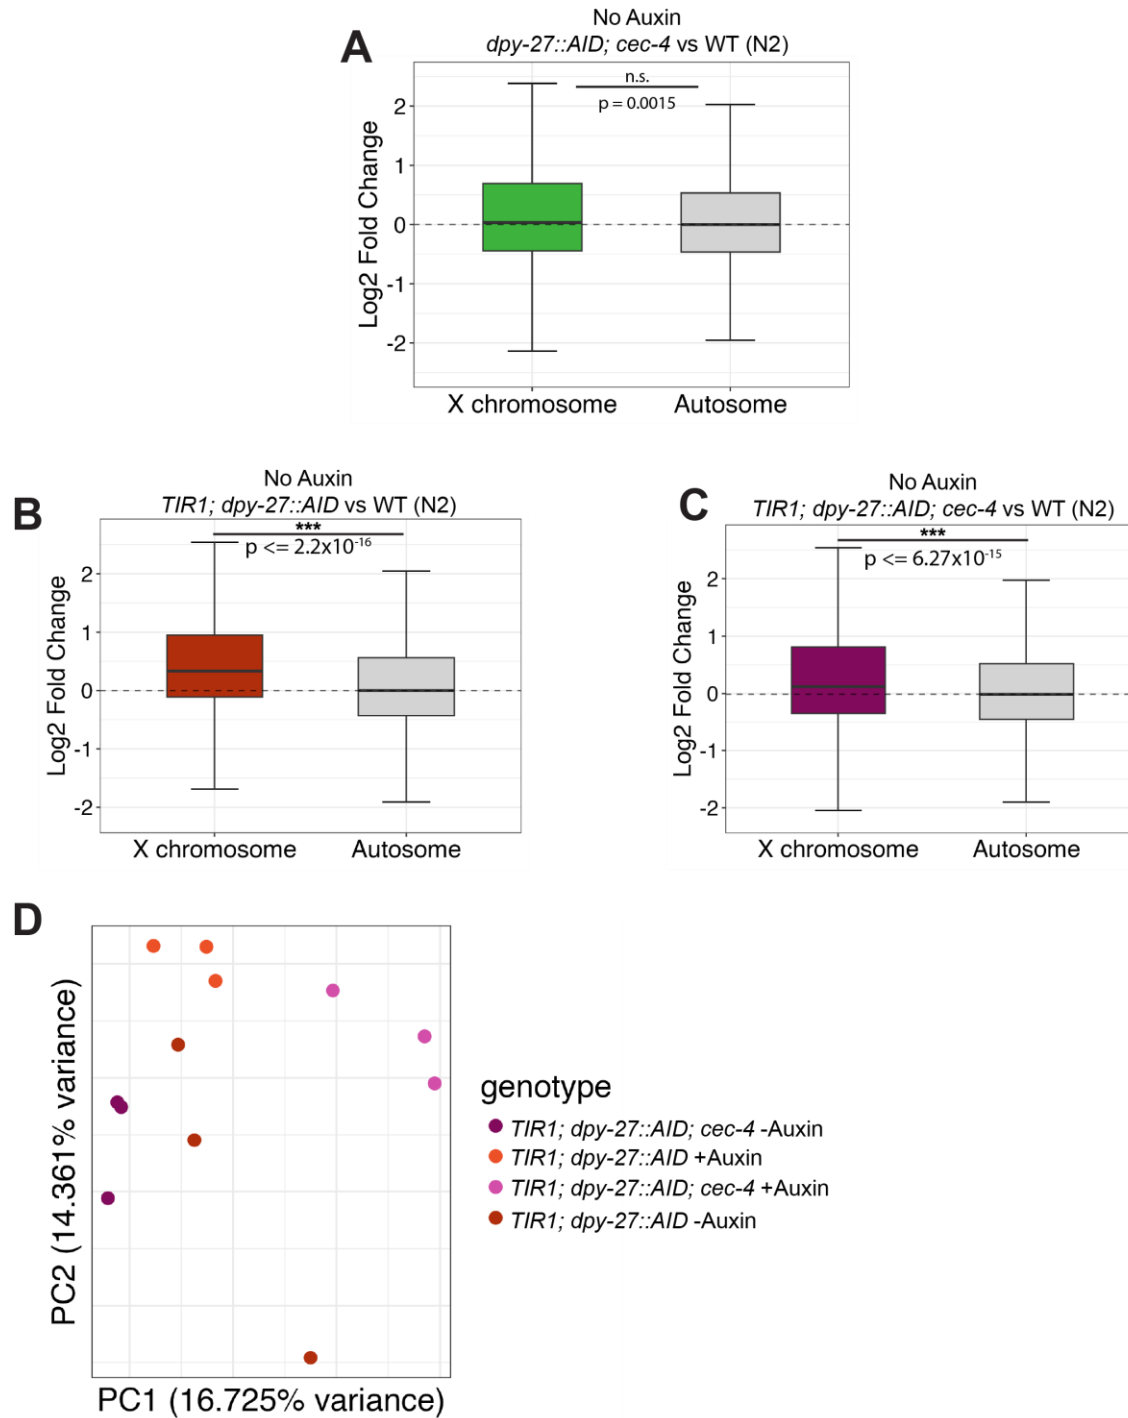 A
No Auxin
dpy-27::AID; cec-4 vs WT (N2)
n.s.
p = 0.0015
Log2 Fold Change
2
1
0
-1
-2
X chromosome
Autosome
B
No Auxin
TIR1; dpy-27::AID vs WT (N2)
***
p <= 2.2x10-16
Log2 Fold Change
2
1
0
-1
-2
X chromosome
Autosome
C
No Auxin
TIR1; dpy-27::AID; cec-4 vs WT (N2)
***
p <= 6.27x10-15
Log2 Fold Change
2
1
0
-1
-2
X chromosome
Autosome
D
PC2 (14.361% variance)
PC1 (16.725% variance)
genotype
TIR1; dpy-27::AID; cec-4 -Auxin
TIR1; dpy-27::AID +Auxin
TIR1; dpy-27::AID; cec-4 +Auxin
TIR1; dpy-27::AID -Auxin